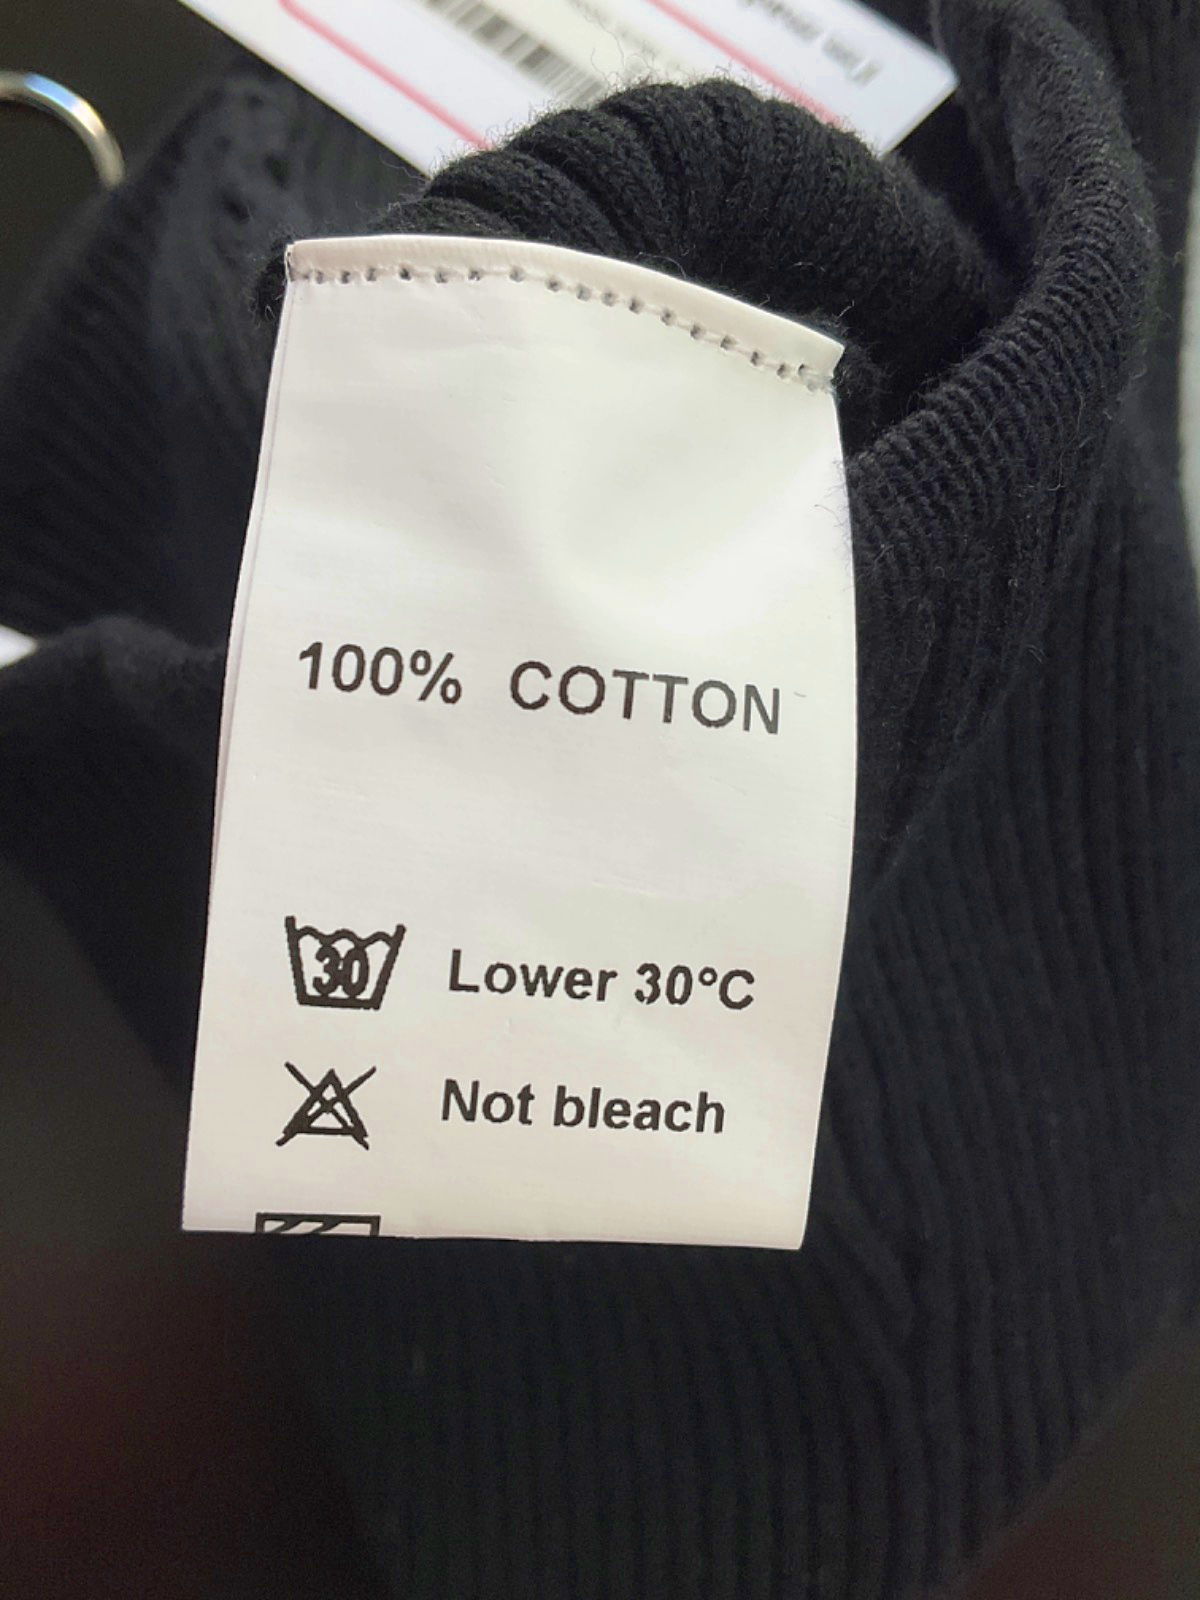 100% COTTON
30 Lower 30°C
Not bleach